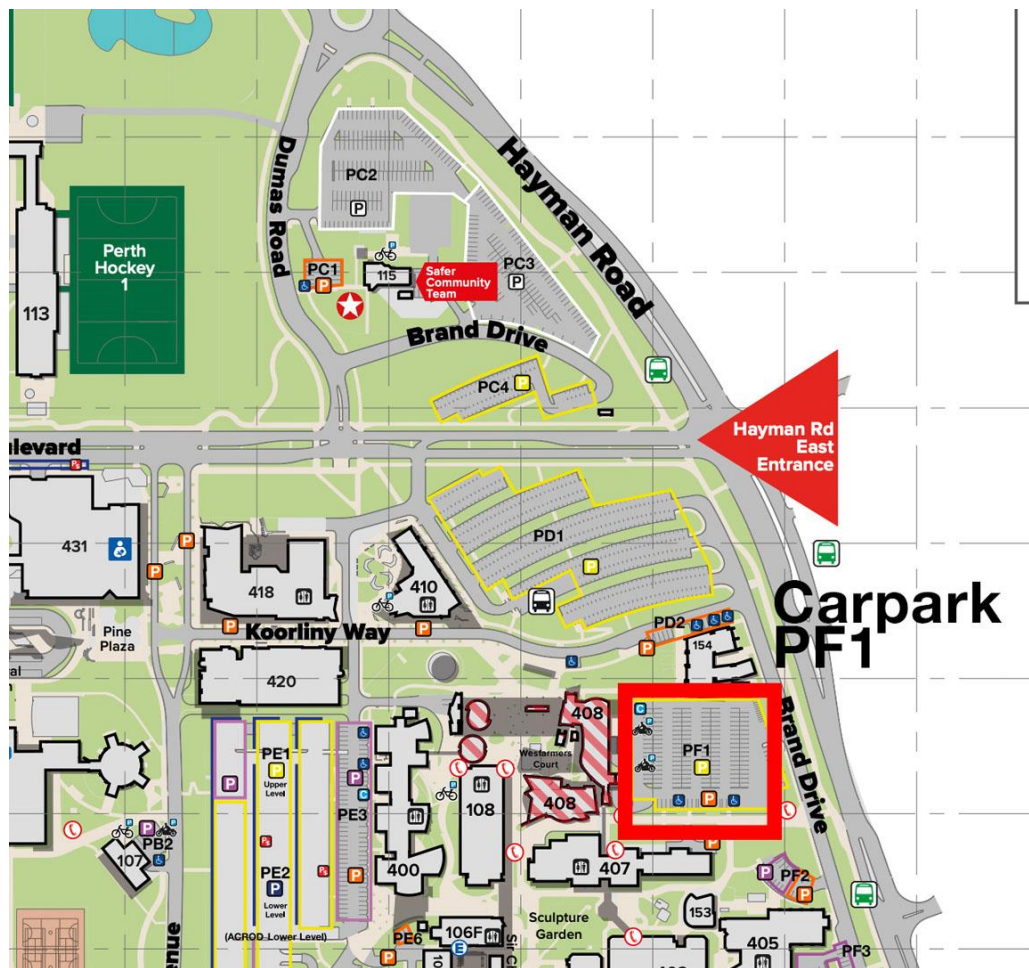 Hayman Road
Dumas Road
PC2
P
Perth
Hockey
1
PC1
P
115
Safer
Community
Team
PC3
P
113
Brand Drive
PC4
P
Hayman Rd
East
Entrance
ulevard
431
P
P
418
410
PD1
P
Carpark
PF1
Pine
Plaza
P
Koorliny Way
P
PD2
P
154
420
408
C
PF1
P
P
Brand Drive
Westfarmers
Court
PE1
P
Upper
Level
P
P
C
PE3
108
408
P
PB2
107
PE2
P
Lower
Level
P
400
407
P
P
PF2
P
(ACROD Lower Level)
enue
PE6
P
106F
E
Sculpture
Garden
153
405
PF3